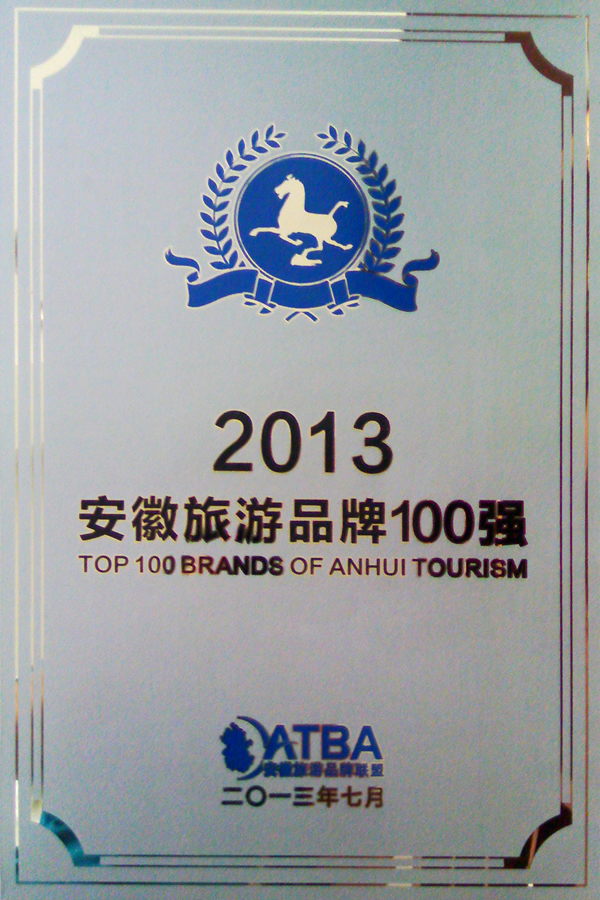 2013
安徽旅游品牌100强
TOP 100 BRANDS OF ANHUI TOURISM
ATBA
安徽旅游品牌联盟
二〇一三年七月